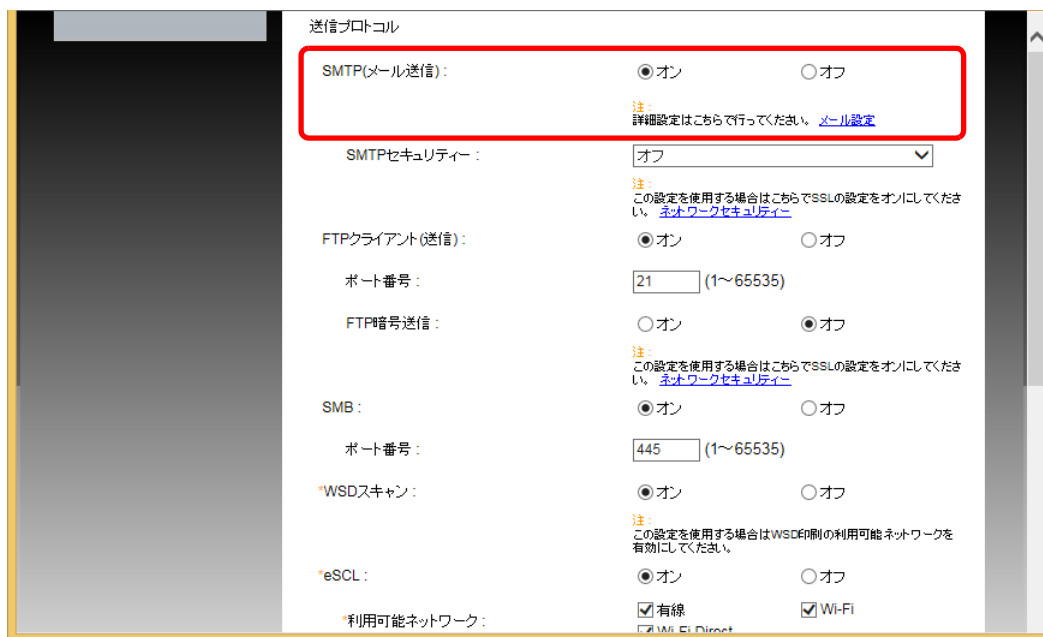 送信プロトコル
SMTP(メール送信) : オン オフ
注 :
詳細設定はこちらで行ってください。 メール設定
SMTPセキュリティー : オフ
注 :
この設定を使用する場合はこちらでSSLの設定をオンにしてくださ
い。 ネットワークセキュリティー
FTPクライアント(送信) : オン オフ
ポート番号 : 21 (1～65535)
FTP暗号送信 : オン オフ
注 :
この設定を使用する場合はこちらでSSLの設定をオンにしてくださ
い。 ネットワークセキュリティー
SMB : オン オフ
ポート番号 : 445 (1～65535)
*WSDスキャン : オン オフ
注 :
この設定を使用する場合はWSD印刷の利用可能ネットワークを
有効にしてください。
*eSCL : オン オフ
*利用可能ネットワーク : 有線 Wi-Fi
Wi-Fi Direct